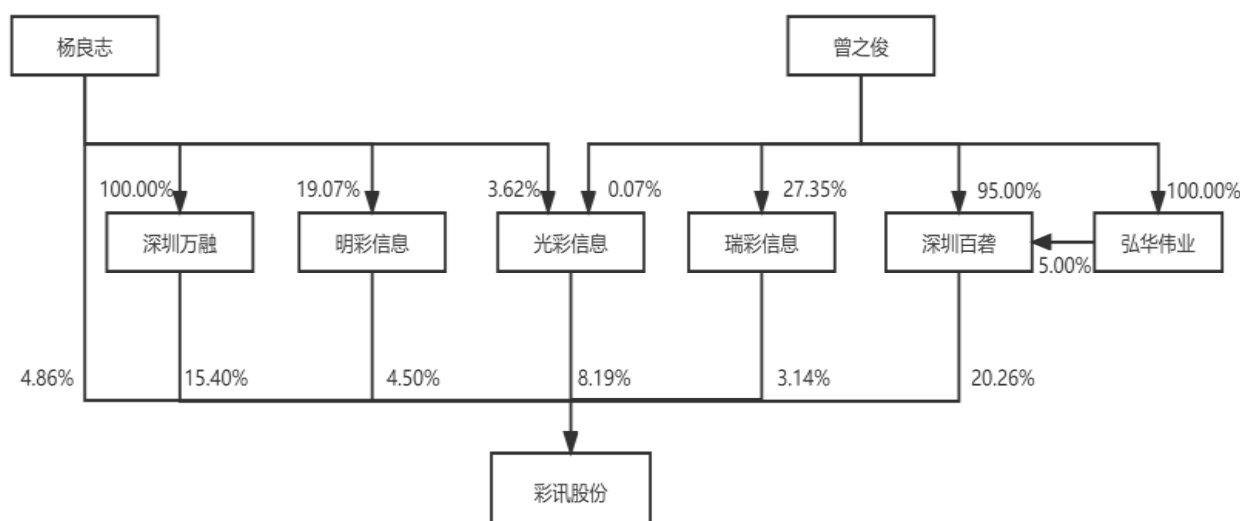 杨良志
曾之俊
100.00%
19.07%
3.62%
0.07%
27.35%
95.00%
100.00%
深圳万融
明彩信息
光彩信息
瑞彩信息
深圳百砻
弘华伟业
5.00%
4.86%
15.40%
4.50%
8.19%
3.14%
20.26%
彩讯股份